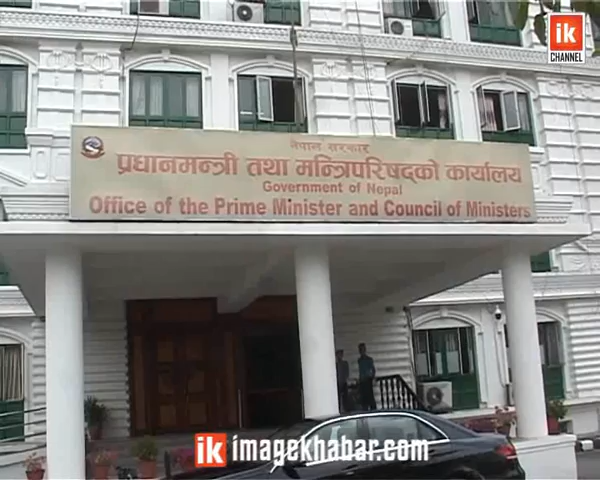 ik
CHANNEL
नेपाल सरकार
प्रधानमन्त्री तथा मन्त्रिपरिषद्को कार्यालय
Government of Nepal
Office of the Prime Minister and Council of Ministers
ik imagekhabar.com